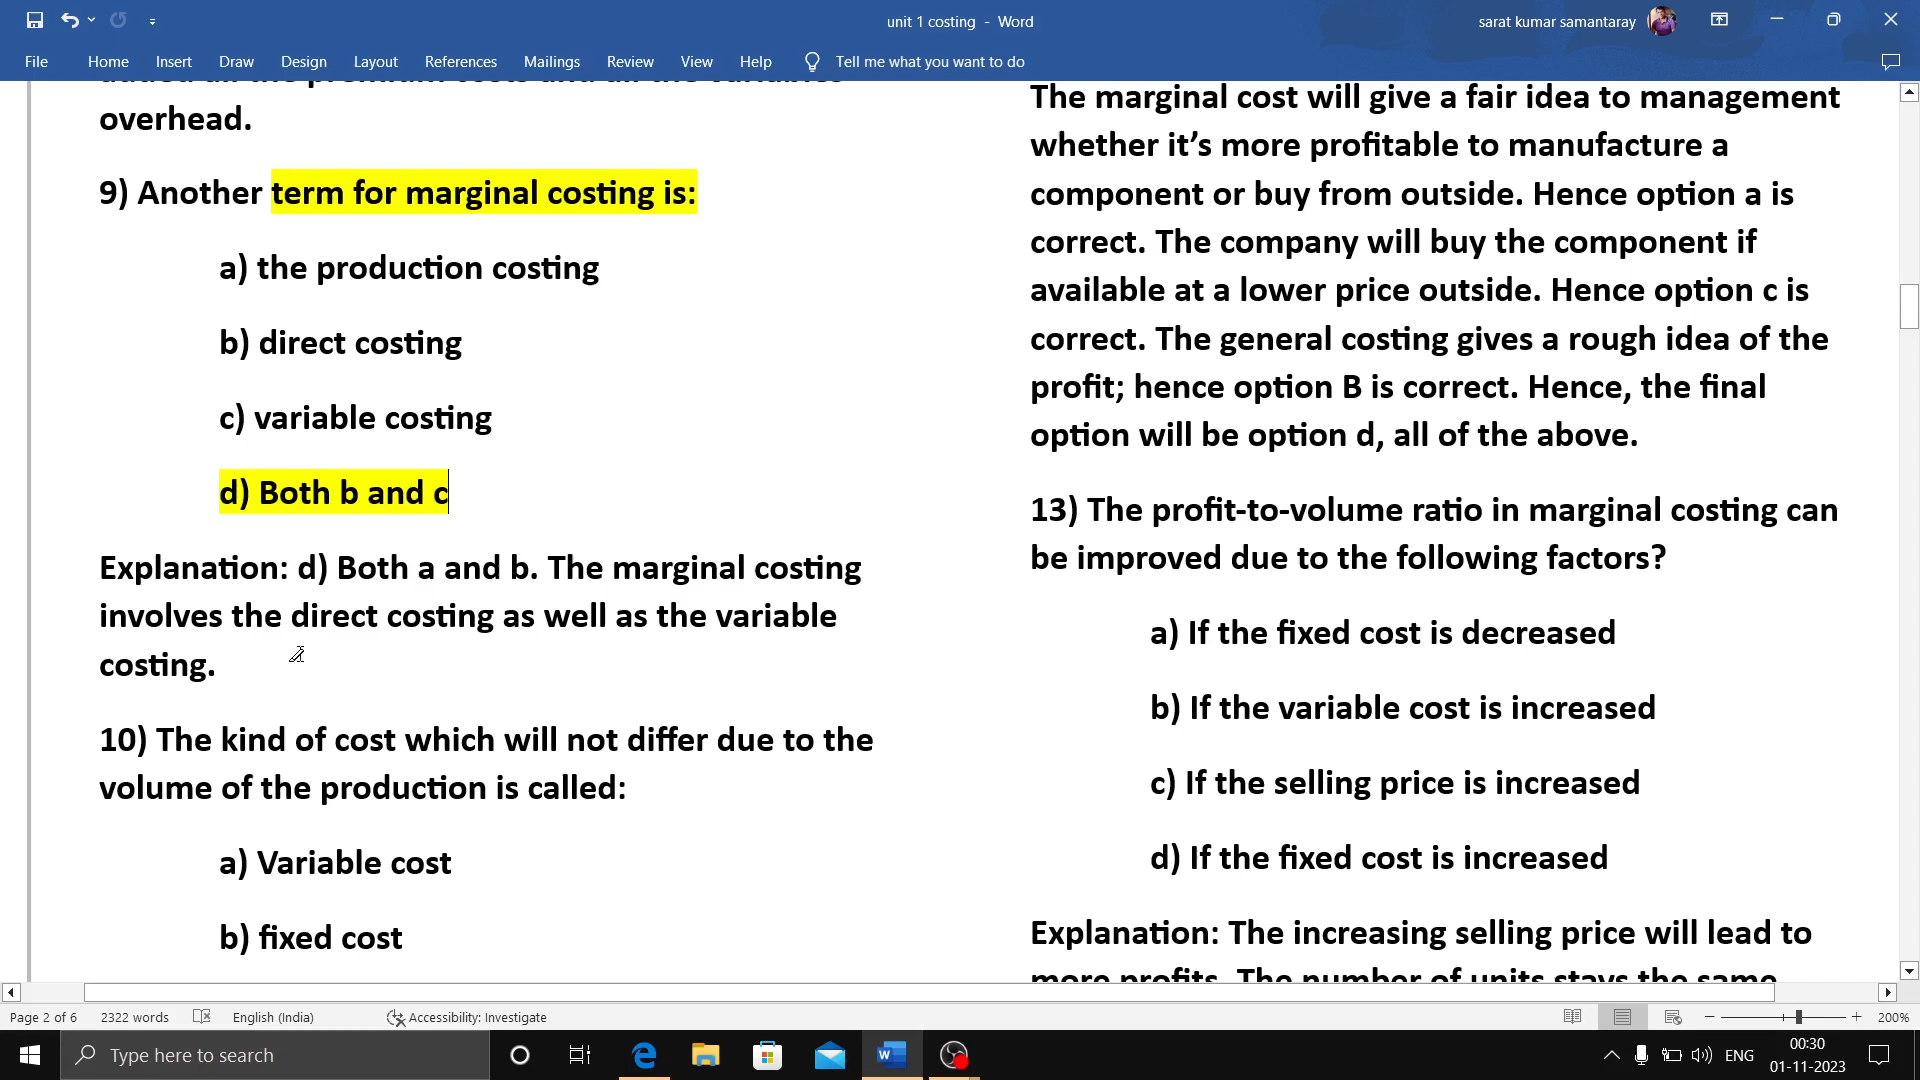 unit 1 costing - Word
sarat kumar samantaray
File Home Insert Draw Design Layout References Mailings Review View Help Tell me what you want to do
overhead.
9) Another term for marginal costing is:
a) the production costing
b) direct costing
c) variable costing
d) Both b and c
Explanation: d) Both a and b. The marginal costing
involves the direct costing as well as the variable
costing.
10) The kind of cost which will not differ due to the
volume of the production is called:
a) Variable cost
b) fixed cost
The marginal cost will give a fair idea to management
whether it’s more profitable to manufacture a
component or buy from outside. Hence option a is
correct. The company will buy the component if
available at a lower price outside. Hence option c is
correct. The general costing gives a rough idea of the
profit; hence option B is correct. Hence, the final
option will be option d, all of the above.
13) The profit-to-volume ratio in marginal costing can
be improved due to the following factors?
a) If the fixed cost is decreased
b) If the variable cost is increased
c) If the selling price is increased
d) If the fixed cost is increased
Explanation: The increasing selling price will lead to
more profits. The number of units stays the same
Page 2 of 6 2322 words English (India) Accessibility: Investigate 200%
Type here to search
ENG
00:30
01-11-2023